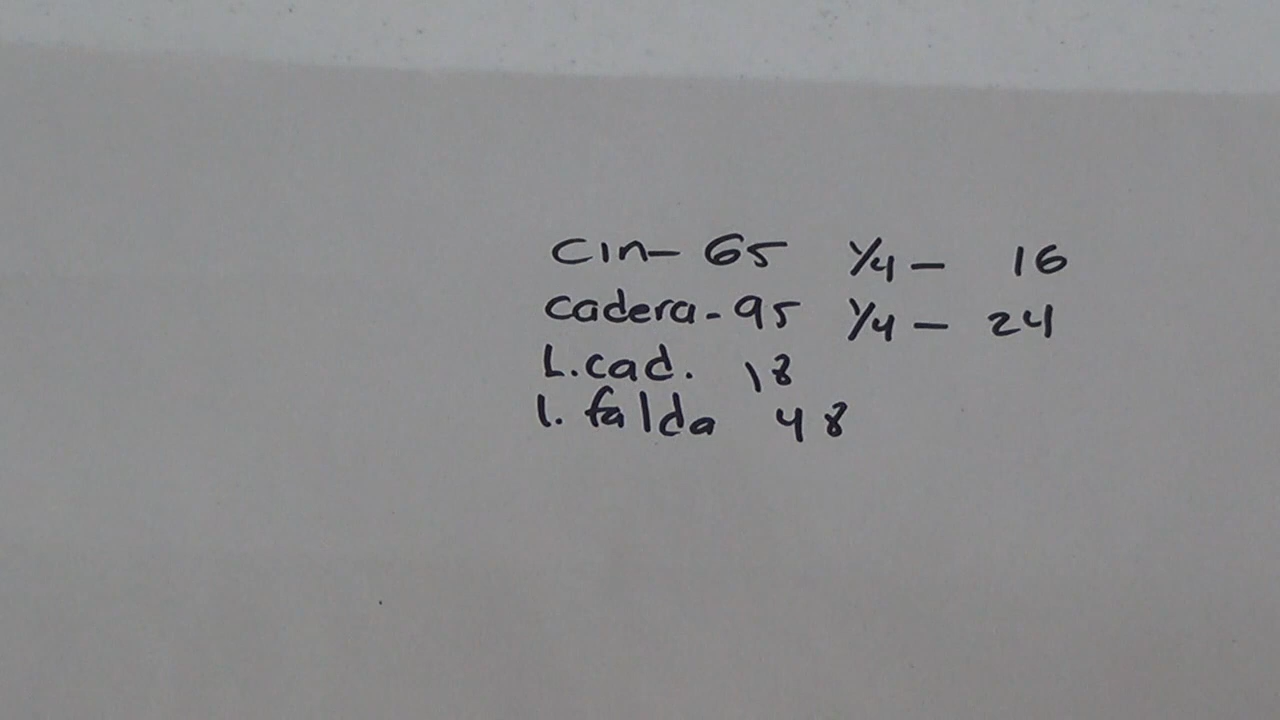 Cin- 65 1/4 - 16
cadera - 95 1/4 - 24
L.cad. 18
l. falda 48